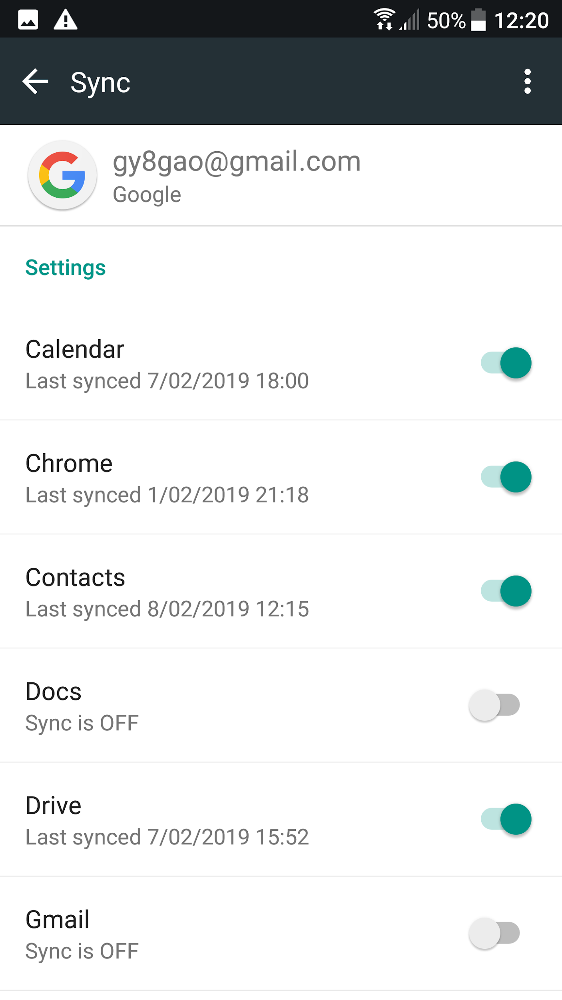 50% 12:20
Sync
gy8gao@gmail.com
Google
Settings
Calendar
Last synced 7/02/2019 18:00
Chrome
Last synced 1/02/2019 21:18
Contacts
Last synced 8/02/2019 12:15
Docs
Sync is OFF
Drive
Last synced 7/02/2019 15:52
Gmail
Sync is OFF